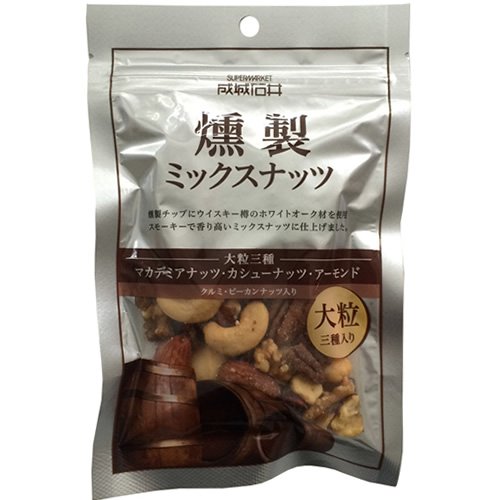 SUPERMARKET
成城石井
燻製
ミックスナッツ
燻製チップにウイスキー樽のホワイトオーク材を使用
スモーキーで香り高いミックスナッツに仕上げました。
大粒三種
マカデミアナッツ・カシューナッツ・アーモンド
クルミ・ピーカンナッツ入り
大粒
三種入り